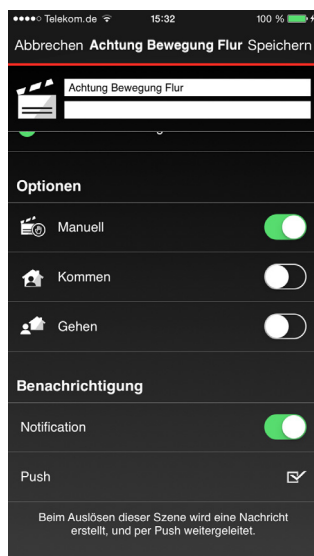 Telekom.de 15:32 100 %
Abbrechen Achtung Bewegung Flur Speichern
Achtung Bewegung Flur
Optionen
Manuell
Kommen
Gehen
Benachrichtigung
Notification
Push
Beim Auslösen dieser Szene wird eine Nachricht
erstellt, und per Push weitergeleitet.